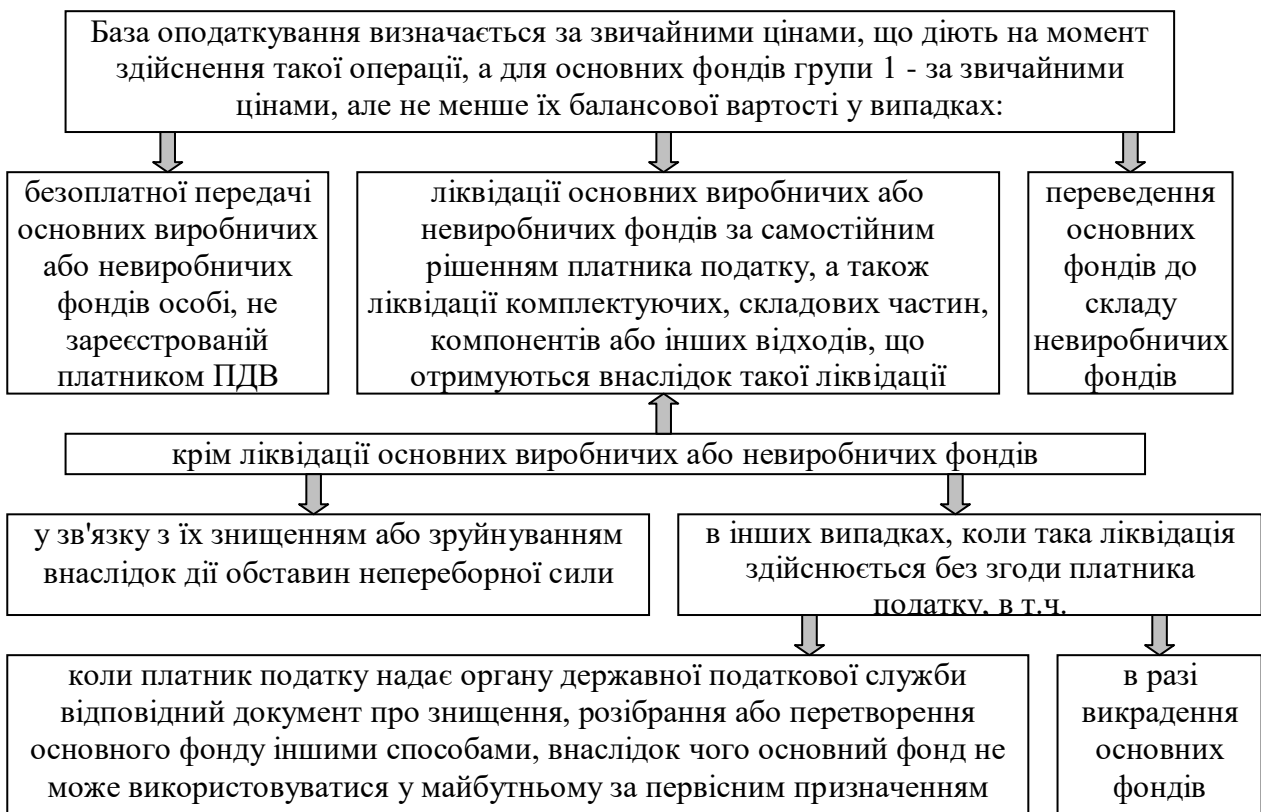 База оподаткування визначається за звичайними цінами, що діють на момент
здійснення такої операції, а для основних фондів групи 1 - за звичайними
цінами, але не менше їх балансової вартості у випадках:
безоплатної передачі
основних виробничих
або невиробничих
фондів особі, не
зареєстрованій
платником ПДВ
ліквідації основних виробничих або
невиробничих фондів за самостійним
рішенням платника податку, а також
ліквідації комплектуючих, складових частин,
компонентів або інших відходів, що
отримуються внаслідок такої ліквідації
переведення
основних
фондів до
складу
невиробничих
фондів
крім ліквідації основних виробничих або невиробничих фондів
у зв'язку з їх знищенням або зруйнуванням
внаслідок дії обставин непереборної сили
в інших випадках, коли така ліквідація
здійснюється без згоди платника
податку, в т.ч.
коли платник податку надає органу державної податкової служби
відповідний документ про знищення, розібрання або перетворення
основного фонду іншими способами, внаслідок чого основний фонд не
може використовуватися у майбутньому за первісним призначенням
в разі
викрадення
основних
фондів